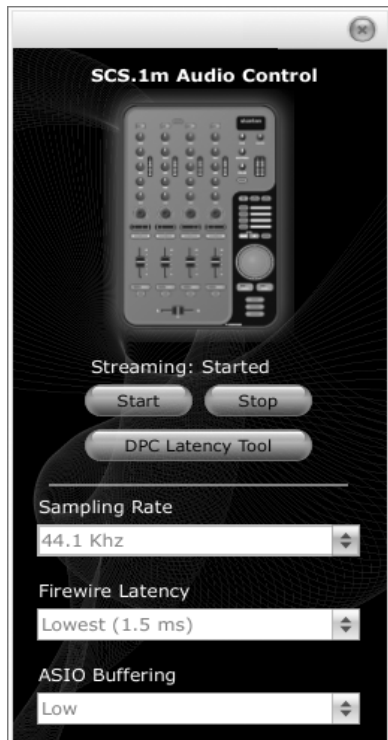 SCS.1m Audio Control
Streaming: Started
Start Stop
DPC Latency Tool
Sampling Rate
44.1 Khz
Firewire Latency
Lowest (1.5 ms)
ASIO Buffering
Low